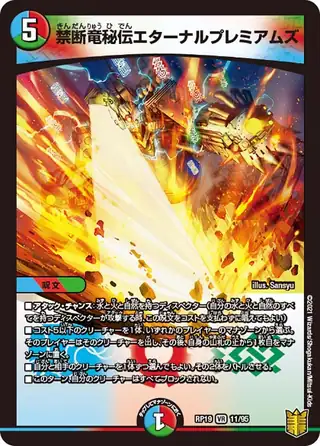 5
きんだんりゅうひでん
禁断竜秘伝エターナルプレミアムズ
呪文
illus. Sansyu
■アタック・チャンス:水と火と自然を持つディスペクター(自分の水と火と自然のすべてを持つディスペクターが攻撃する時、この呪文をコストを支払わずに唱えてもよい)
■コスト5以下のクリーチャーを1体、いずれかのプレイヤーのマナゾーンから選ぶ。そのプレイヤーはそのクリーチャーを出し、その後、自身の山札の上から1枚目をマナゾーンに置く。
■自分と相手のクリーチャーを1体ずつ選んでもよい。その2体をバトルさせる。
■このターン、自分のクリーチャーはすべてブロックされない。
1
RP19 VR 11/95